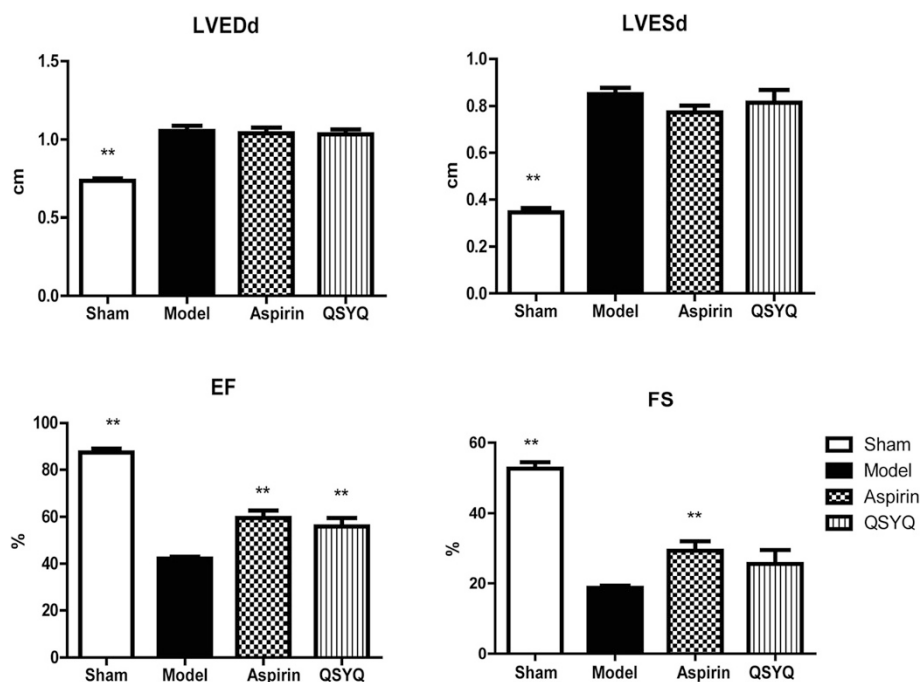 LVEDd
1.5
1.0
0.5
0.0
cm
**
Sham Model Aspirin QSYQ
LVESd
1.0
0.8
0.6
0.4
0.2
0.0
cm
**
Sham Model Aspirin QSYQ
EF
100
80
60
40
20
0
%
** ** **
Sham Model Aspirin QSYQ
FS
60
40
20
0
%
** **
Sham Model Aspirin QSYQ
Sham
Model
Aspirin
QSYQ